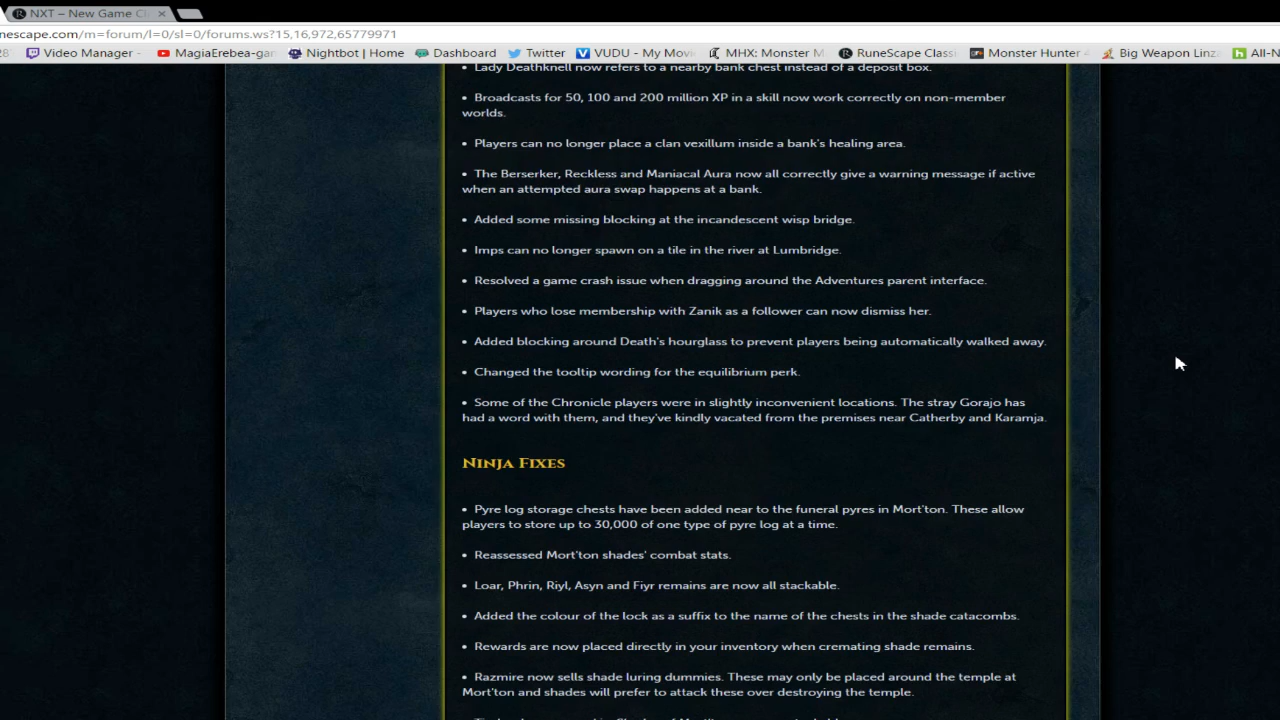 NXT – New Game Cl
nescape.com/m=forum/l=0/sl=0/forums.ws?15,16,972,65779971
28 Video Manager - MagiaErebea-gam Nightbot | Home Dashboard Twitter VUDU - My Movi MHX: Monster M RuneScape Classi Monster Hunter 4 Big Weapon Linz All-N
• Lady Deathknell now refers to a nearby bank chest instead of a deposit box.
• Broadcasts for 50, 100 and 200 million XP in a skill now work correctly on non-member
worlds.
• Players can no longer place a clan vexillum inside a bank's healing area.
• The Berserker, Reckless and Maniacal Aura now all correctly give a warning message if active
when an attempted aura swap happens at a bank.
• Added some missing blocking at the incandescent wisp bridge.
• Imps can no longer spawn on a tile in the river at Lumbridge.
• Resolved a game crash issue when dragging around the Adventures parent interface.
• Players who lose membership with Zanik as a follower can now dismiss her.
• Added blocking around Death's hourglass to prevent players being automatically walked away.
• Changed the tooltip wording for the equilibrium perk.
• Some of the Chronicle players were in slightly inconvenient locations. The stray Gorajo has
had a word with them, and they've kindly vacated from the premises near Catherby and Karamja.
Ninja Fixes
• Pyre log storage chests have been added near to the funeral pyres in Mort'ton. These allow
players to store up to 30,000 of one type of pyre log at a time.
• Reassessed Mort'ton shades' combat stats.
• Loar, Phrin, Riyl, Asyn and Fiyr remains are now all stackable.
• Added the colour of the lock as a suffix to the name of the chests in the shade catacombs.
• Rewards are now placed directly in your inventory when cremating shade remains.
• Razmire now sells shade luring dummies. These may only be placed around the temple at
Mort'ton and shades will prefer to attack these over destroying the temple.